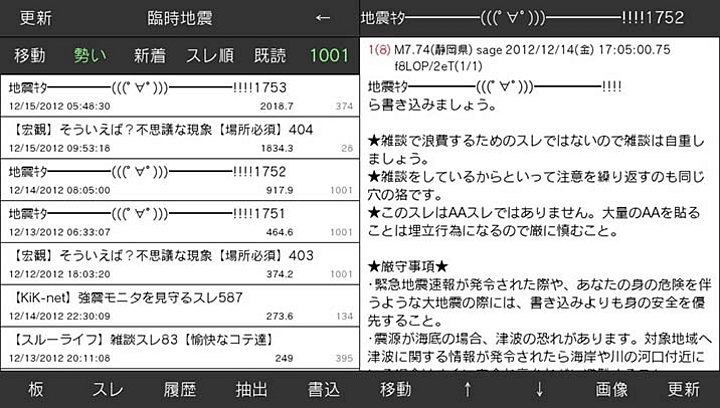 更新 臨時地震 ←
移動 勢い 新着 スレ順 既読 1001
地震ｷﾀ━━━━━(((ﾟ∀ﾟ)))━━━━━!!!!1753
12/15/2012 05:48:30 2018.7 374
【宏観】そういえば？不思議な現象【場所必須】404
12/15/2012 09:53:18 1834.3 28
地震ｷﾀ━━━━━(((ﾟ∀ﾟ)))━━━━━!!!!1752
12/14/2012 08:05:00 917.9 1001
地震ｷﾀ━━━━━(((ﾟ∀ﾟ)))━━━━━!!!!1751
12/13/2012 06:33:07 464.6 1001
【宏観】そういえば？不思議な現象【場所必須】403
12/12/2012 18:03:20 374.2 1001
【KiK-net】強震モニタを見守るスレ587
12/14/2012 22:30:09 273.6 134
【スルーライフ】雑談スレ83【愉快なコテ達】
12/13/2012 20:11:08 249 395
板 スレ 履歴 抽出 書込
地震ｷﾀ━━━━━(((ﾟ∀ﾟ)))━━━━━!!!!1752
1(8) M7.74(静岡県) sage 2012/12/14(金) 17:05:00.75
f8LOP/2eT(1/1)
地震ｷﾀ━━━━━(((ﾟ∀ﾟ)))━━━━━!!!!
ら書き込みましょう。
★雑談で浪費するためのスレではないので雑談は自重し
ましょう。
★雑談をしているからといって注意を繰り返すのも同じ
穴の狢です。
★このスレはAAスレではありません。大量のAAを貼る
ことは埋立行為になるので厳に慎むこと。
★厳守事項★
・緊急地震速報が発令された際や、あなたの身の危険を伴
うような大地震の際には、書き込みよりも身の安全を優
先すること。
・震源が海底の場合、津波の恐れがあります。対象地域へ
津波に関する情報が発令されたら海岸や川の河口付近に
移動 ↑ ↓ 画像 更新